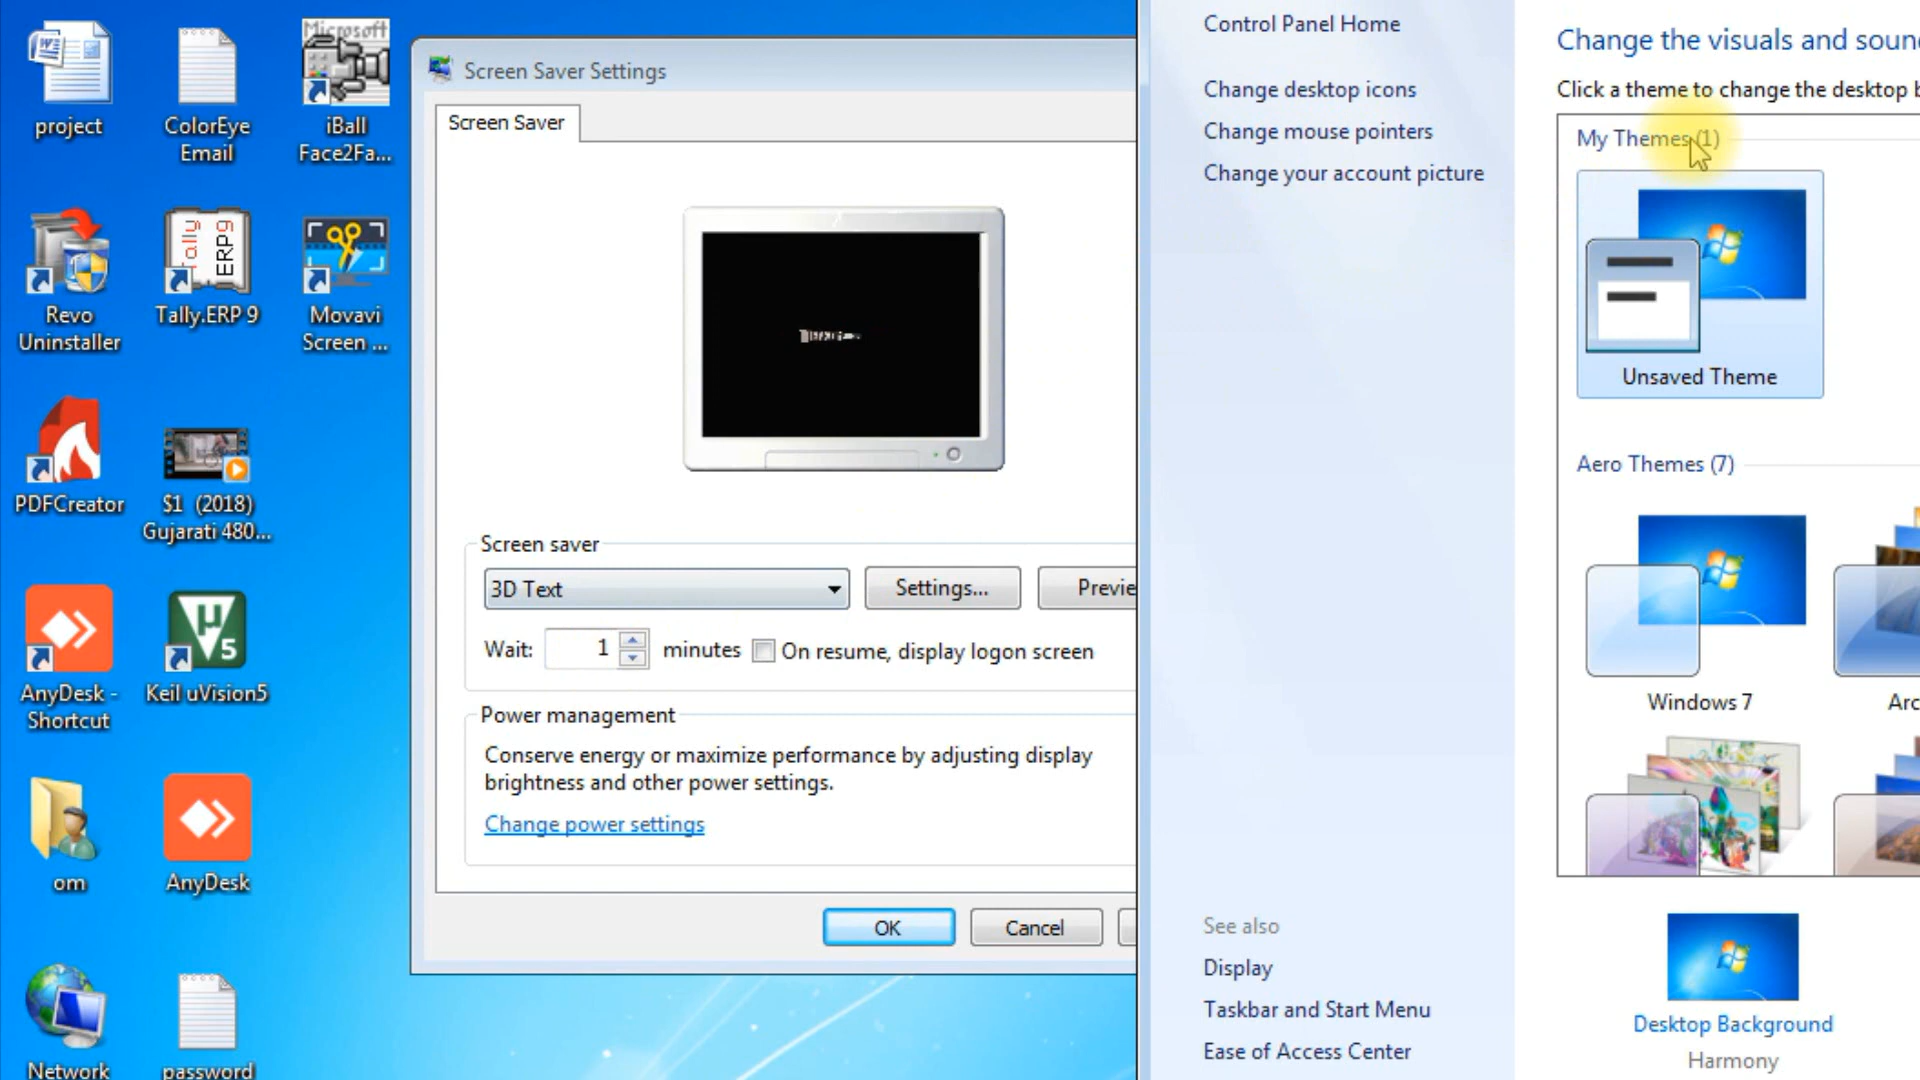 project
ColorEye
Email
Microsoft
iBall
Face2Fa...
Revo
Uninstaller
Tally
ERP9
Tally.ERP 9
Movavi
Screen ...
PDFCreator
$1 (2018)
Gujarati 480...
AnyDesk -
Shortcut
µ
V5
Keil uVision5
om
AnyDesk
Network
password
Screen Saver Settings
Screen Saver
Screen saver
3D Text
Settings...
Previe
Wait:
1
minutes
On resume, display logon screen
Power management
Conserve energy or maximize performance by adjusting display
brightness and other power settings.
Change power settings
OK
Cancel
Control Panel Home
Change desktop icons
Change mouse pointers
Change your account picture
See also
Display
Taskbar and Start Menu
Ease of Access Center
Change the visuals and soun
Click a theme to change the desktop b
My Themes (1)
Unsaved Theme
Aero Themes (7)
Windows 7
Arc
Desktop Background
Harmony